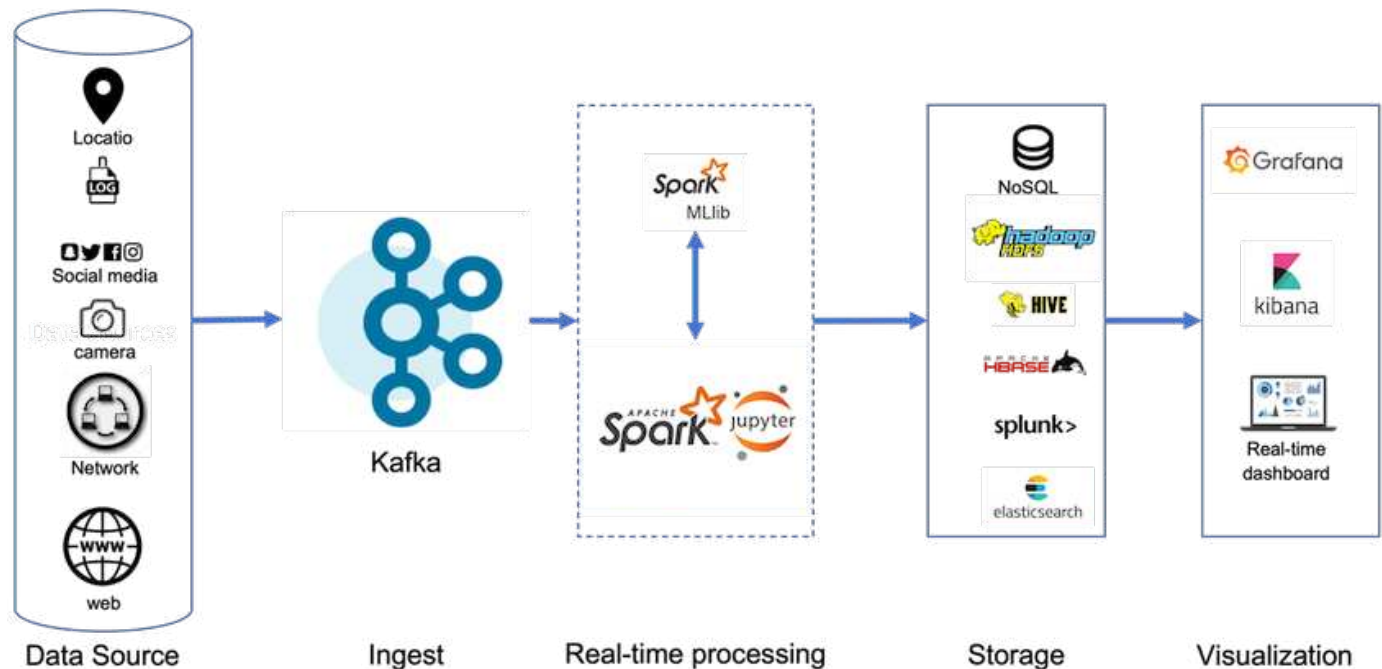 Locatio
LOG
Social media
camera
Network
WWW
web
Data Source
Kafka
Ingest
Spark
MLlib
APACHE
Spark
jupyter
Real-time processing
NoSQL
hadoop
HDFS
HIVE
APACHE
HBASE
splunk>
elasticsearch
Storage
Grafana
kibana
Real-time
dashboard
Visualization